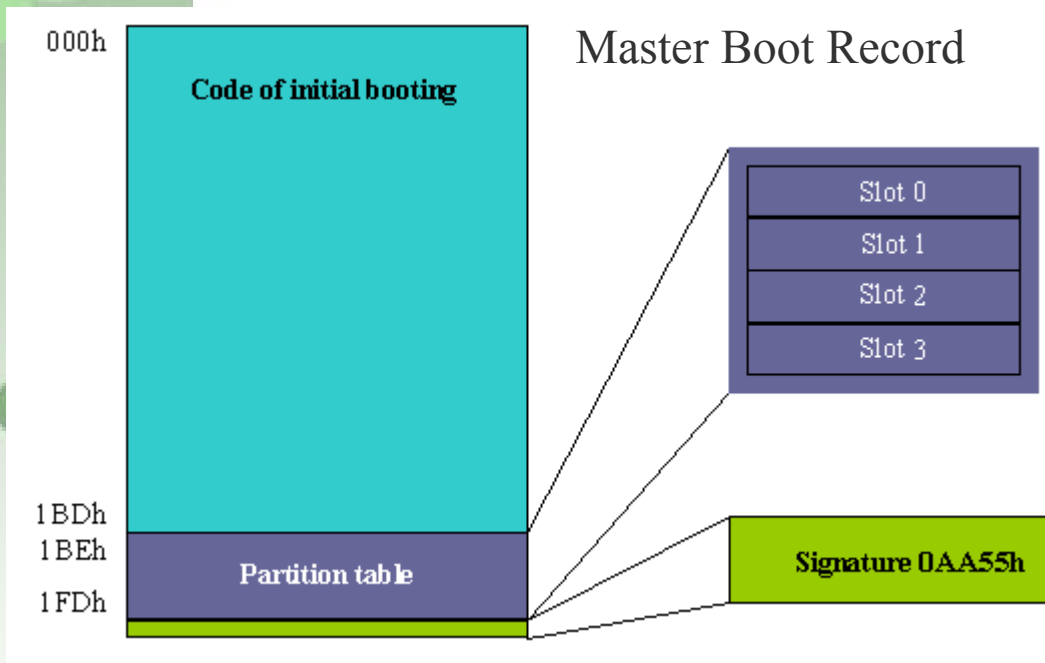 Master Boot Record
000h
Code of initial booting
Slot 0
Slot 1
Slot 2
Slot 3
1BDh
1BEh
Partition table
1FDh
Signature 0AA55h